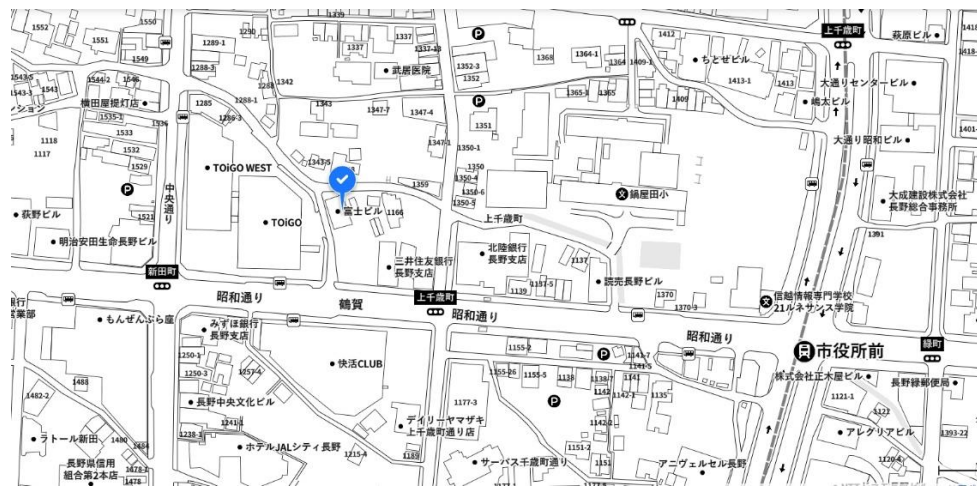 1339
1552
1550
1290
1337
1412
上千歳町
萩原ビル
1551
1289-1
1337
1337-13
1368
1364-1
1364
1409-1
ちとせビル
1549
1288-3
武居医院
1352-3
1352
1413-1
1413
大通りセンタービル
1543-5
1544-2
1546
1288
1342
1543-3
1543
横田屋提灯店
1285
1288-1
1343
1347-7
1347-4
1365-1
1365
1409
嶋太ビル
1535-1
1536
1286-3
1351
1533
1118
1117
1532
1347-1
1350-1
大通り昭和ビル
1529
TOiGO WEST
1343-5
1350
1350-4
1359
1350-6
1350-5
鍋屋田小
中央通り
大成建設株式会社
長野総合事務所
荻野ビル
1521
TOiGO
富士ビル
1166
上千歳町
明治安田生命長野ビル
北陸銀行
長野支店
1391
三井住友銀行
長野支店
1137
新田町
読売長野ビル
1139
1137-5
1370
1370-3
信越情報専門学校
21ルネサンス学院
昭和通り
鶴賀
上千歳町
昭和通り
もんぜんぷら座
みずほ銀行
長野支店
昭和通り
緑町
市役所前
1250-1
1155-2
1141-7
1141-5
快活CLUB
1250-3
1257-4
1155-26
1155-5
1138
1138-7
1141
株式会社正木屋ビル
長野緑郵便局
1488
1482-2
長野中央文化ビル
1177-3
1142
1142-1
1135
1121-1
1241-1
デイリーヤマザキ
上千歳町通り店
1142-2
1121
ラトール新田
1480
1484
1238-1
ホテルJALシティ長野
1215-4
1189
1151-2
アレグリアビル
1393-22
長野県信用
組合第2本店
1478-1
1478
サーパス千歳町通り
1151
アニヴェルセル長野
1120-4